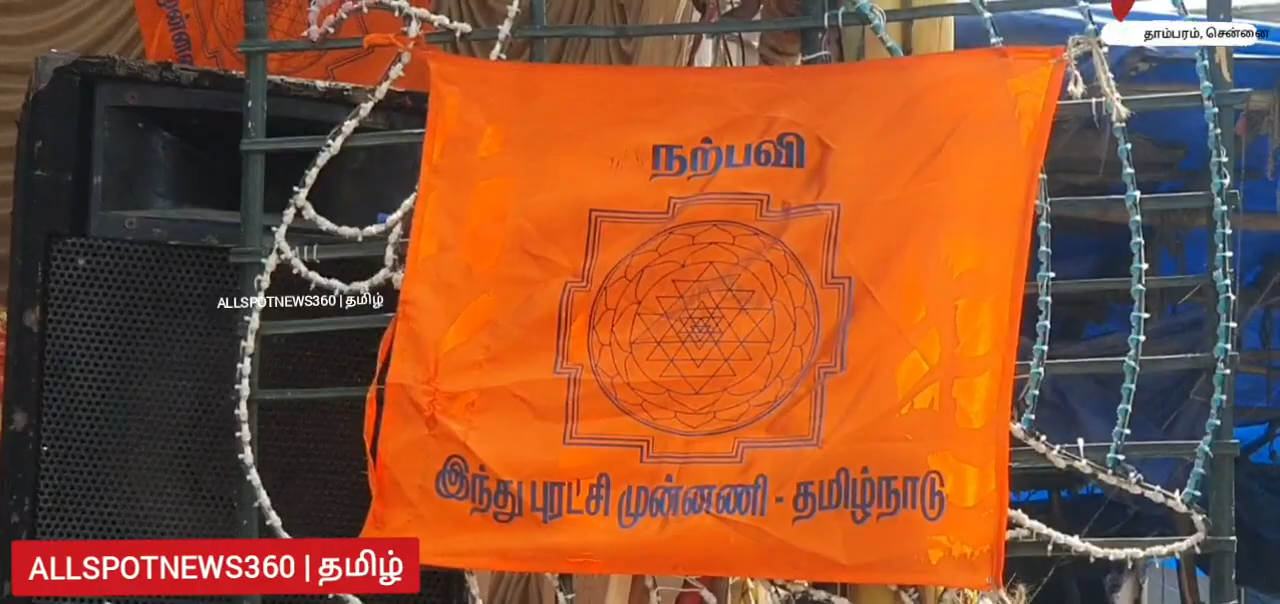 தாம்பரம், சென்னை
நற்பவி
ALLSPOTNEWS360 | தமிழ்
இந்து புரட்சி முன்னணி - தமிழ்நாடு
ALLSPOTNEWS360 | தமிழ்